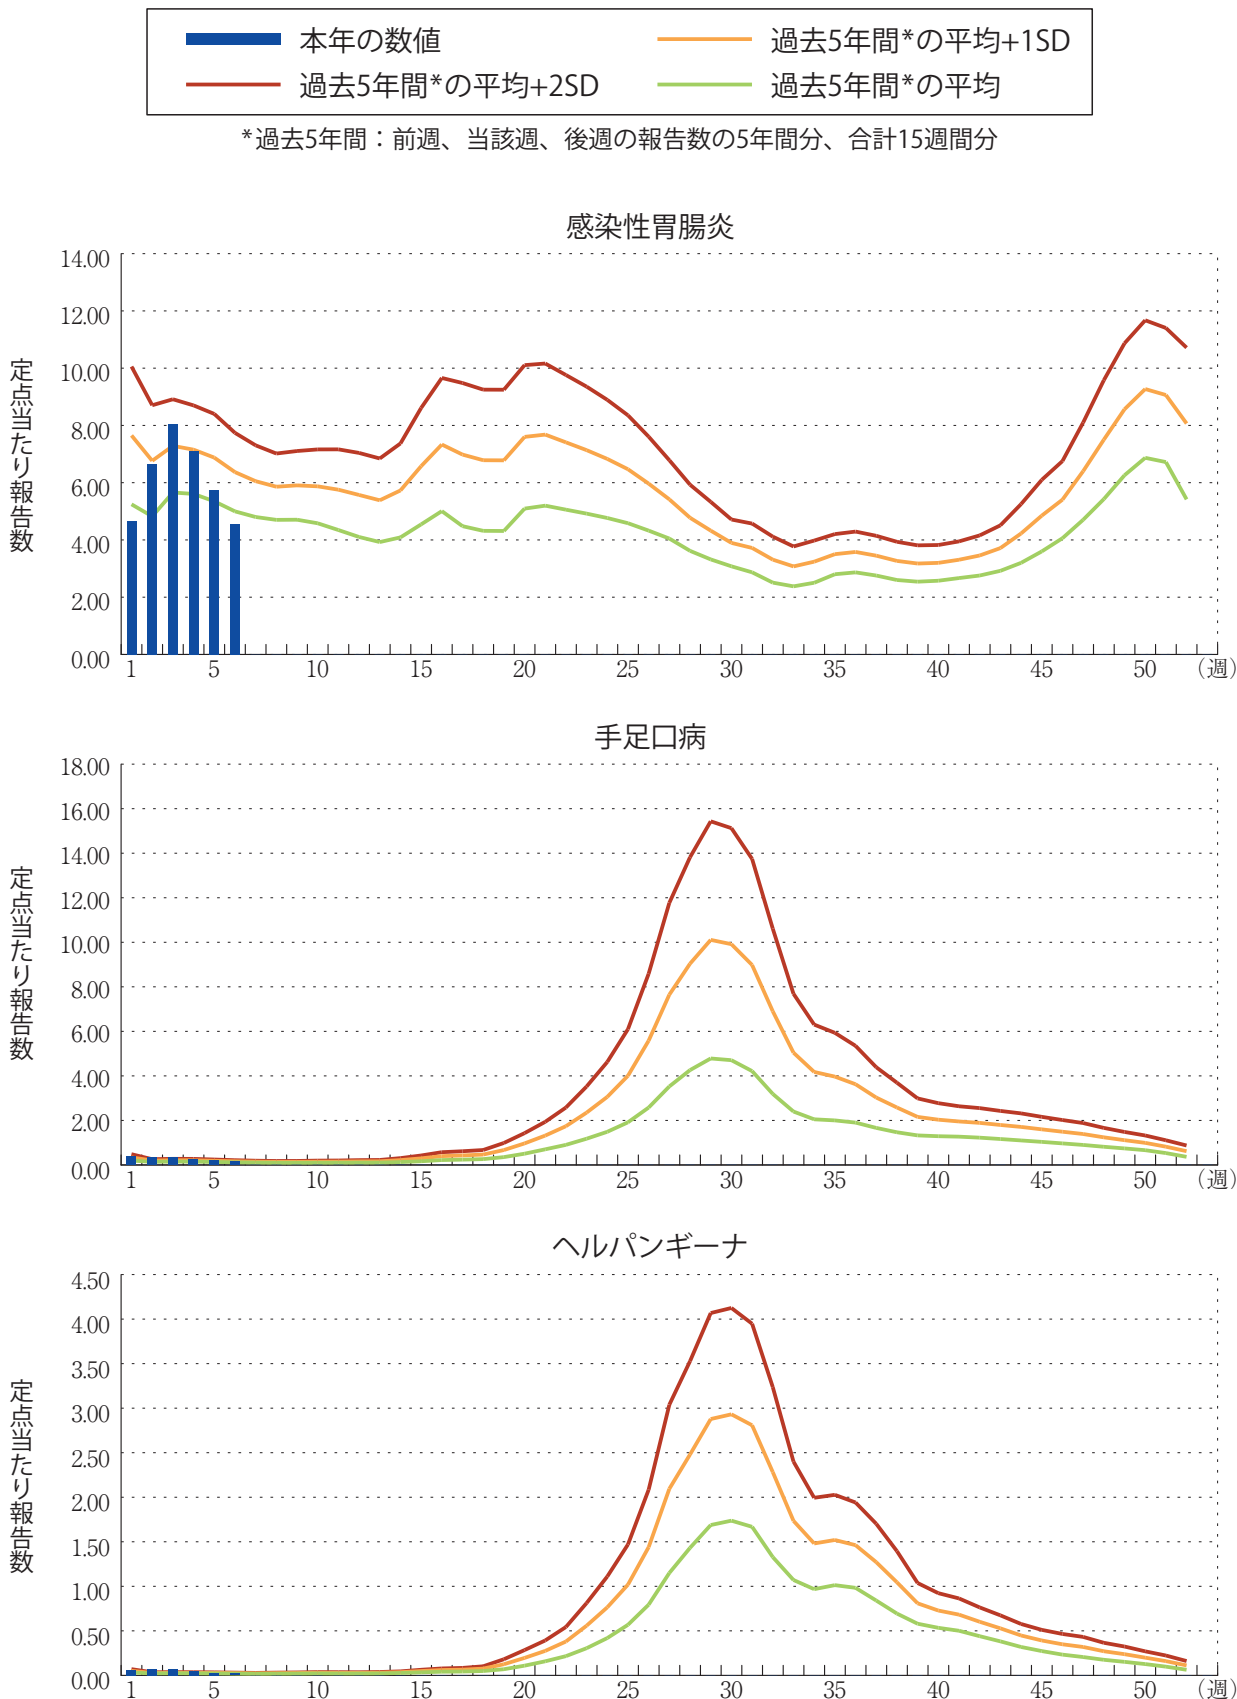 本年の数値
過去5年間*の平均+1SD
過去5年間*の平均+2SD
過去5年間*の平均
*過去5年間：前週、当該週、後週の報告数の5年間分、合計15週間分
感染性胃腸炎
定点当たり報告数
14.00
12.00
10.00
8.00
6.00
4.00
2.00
0.00
1 5 10 15 20 25 30 35 40 45 50 （週）
手足口病
定点当たり報告数
18.00
16.00
14.00
12.00
10.00
8.00
6.00
4.00
2.00
0.00
1 5 10 15 20 25 30 35 40 45 50 （週）
ヘルパンギーナ
定点当たり報告数
4.50
4.00
3.50
3.00
2.50
2.00
1.50
1.00
0.50
0.00
1 5 10 15 20 25 30 35 40 45 50 （週）